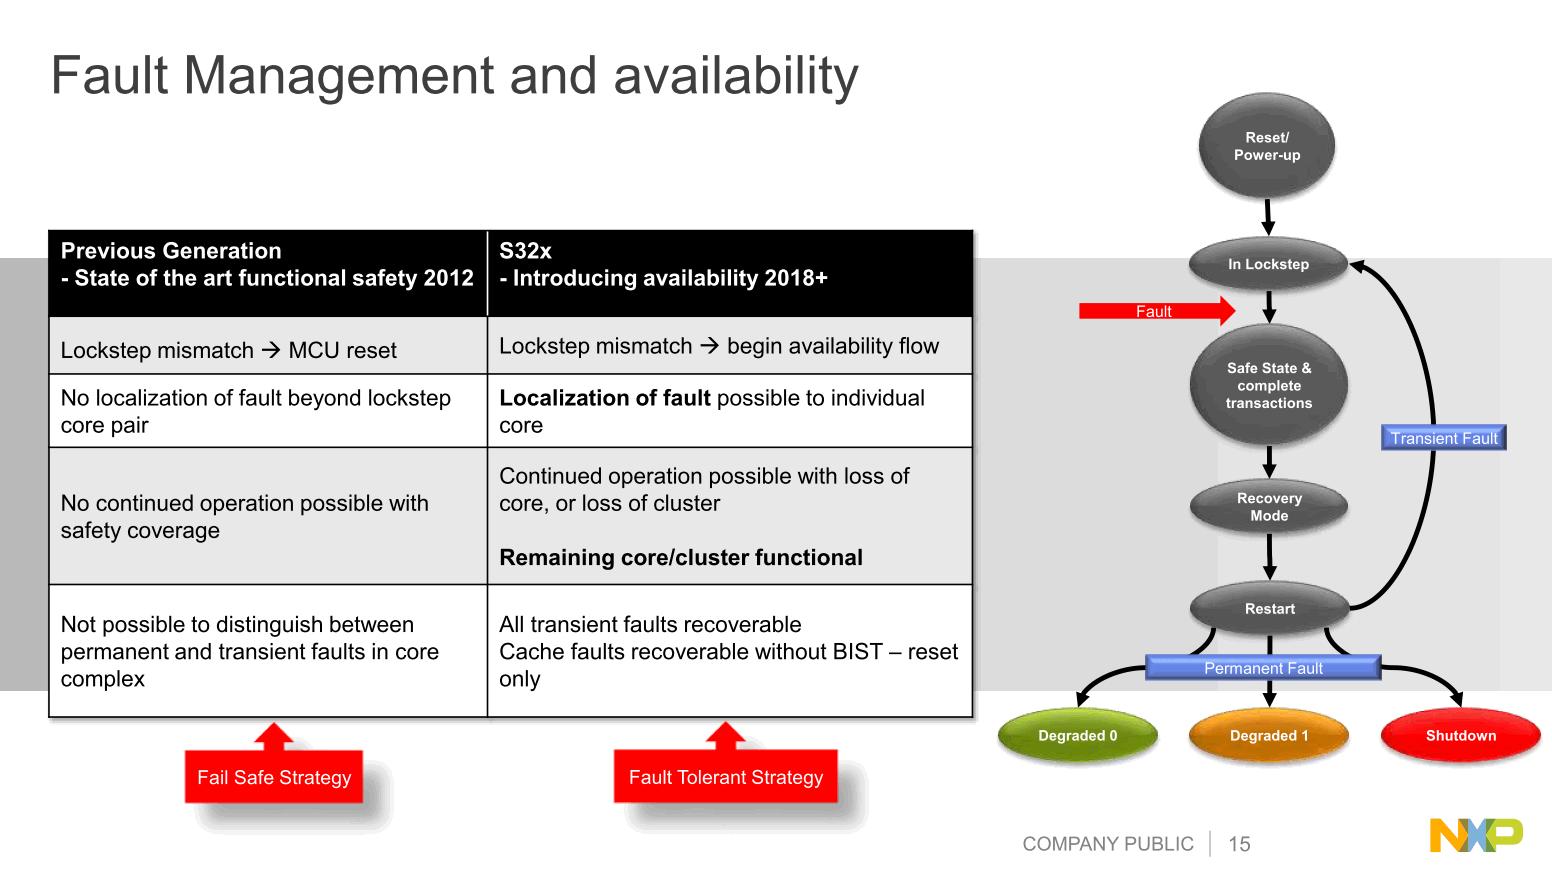 Fault Management and availability
Previous Generation
- State of the art functional safety 2012
S32x
- Introducing availability 2018+
Lockstep mismatch → MCU reset
Lockstep mismatch → begin availability flow
No localization of fault beyond lockstep
core pair
Localization of fault possible to individual
core
No continued operation possible with
safety coverage
Continued operation possible with loss of
core, or loss of cluster
Remaining core/cluster functional
Not possible to distinguish between
permanent and transient faults in core
complex
All transient faults recoverable
Cache faults recoverable without BIST – reset
only
Fail Safe Strategy
Fault Tolerant Strategy
Reset/
Power-up
In Lockstep
Fault
Safe State &
complete
transactions
Transient Fault
Recovery
Mode
Restart
Permanent Fault
Degraded 0
Degraded 1
Shutdown
COMPANY PUBLIC
15
NXP